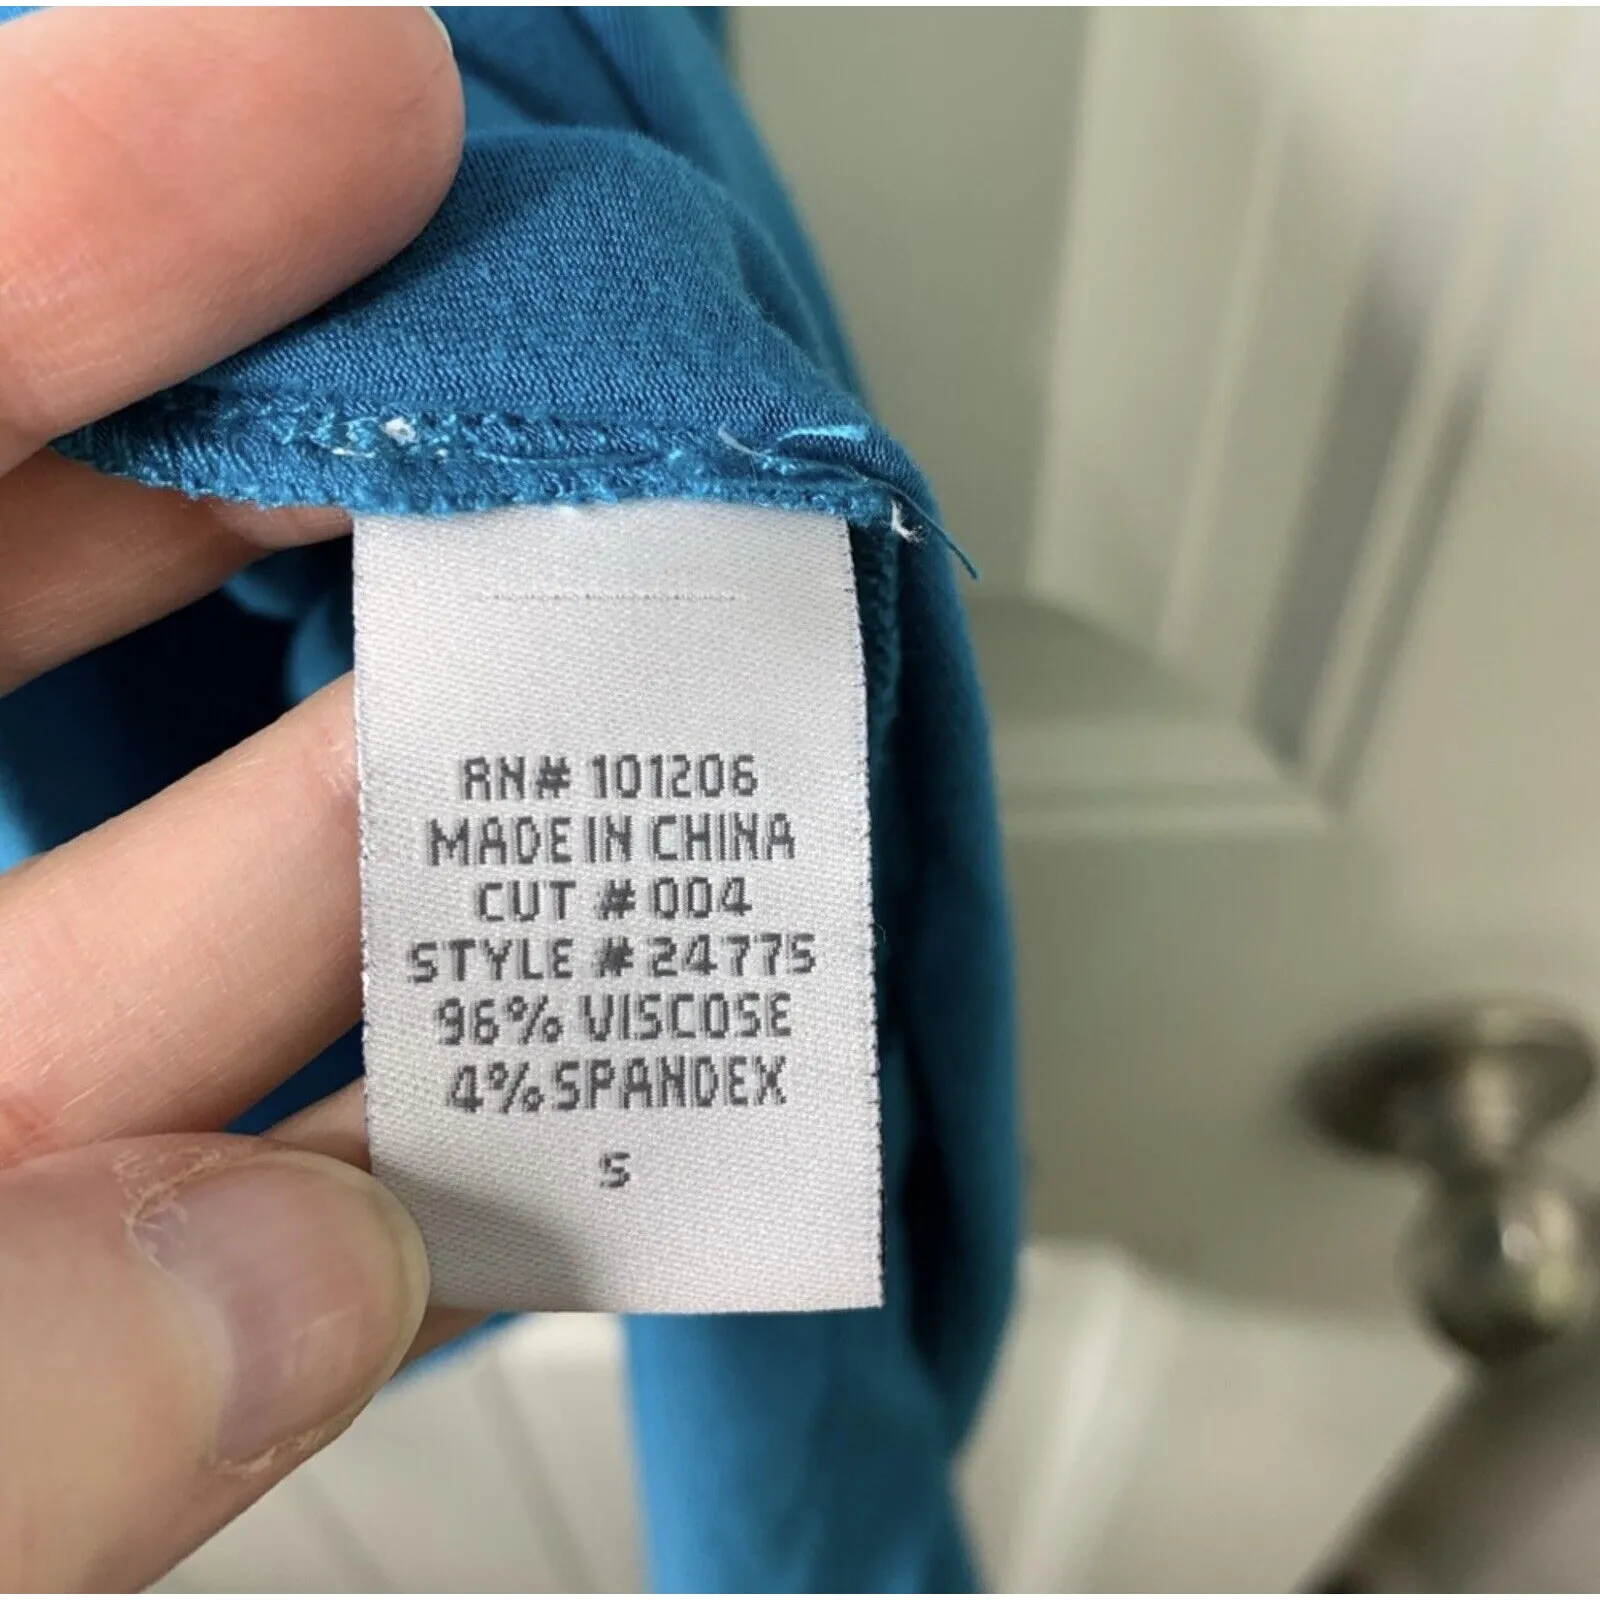 RN# 101206
MADE IN CHINA
CUT # 004
STYLE # 24775
96% VISCOSE
4% SPANDEX
S